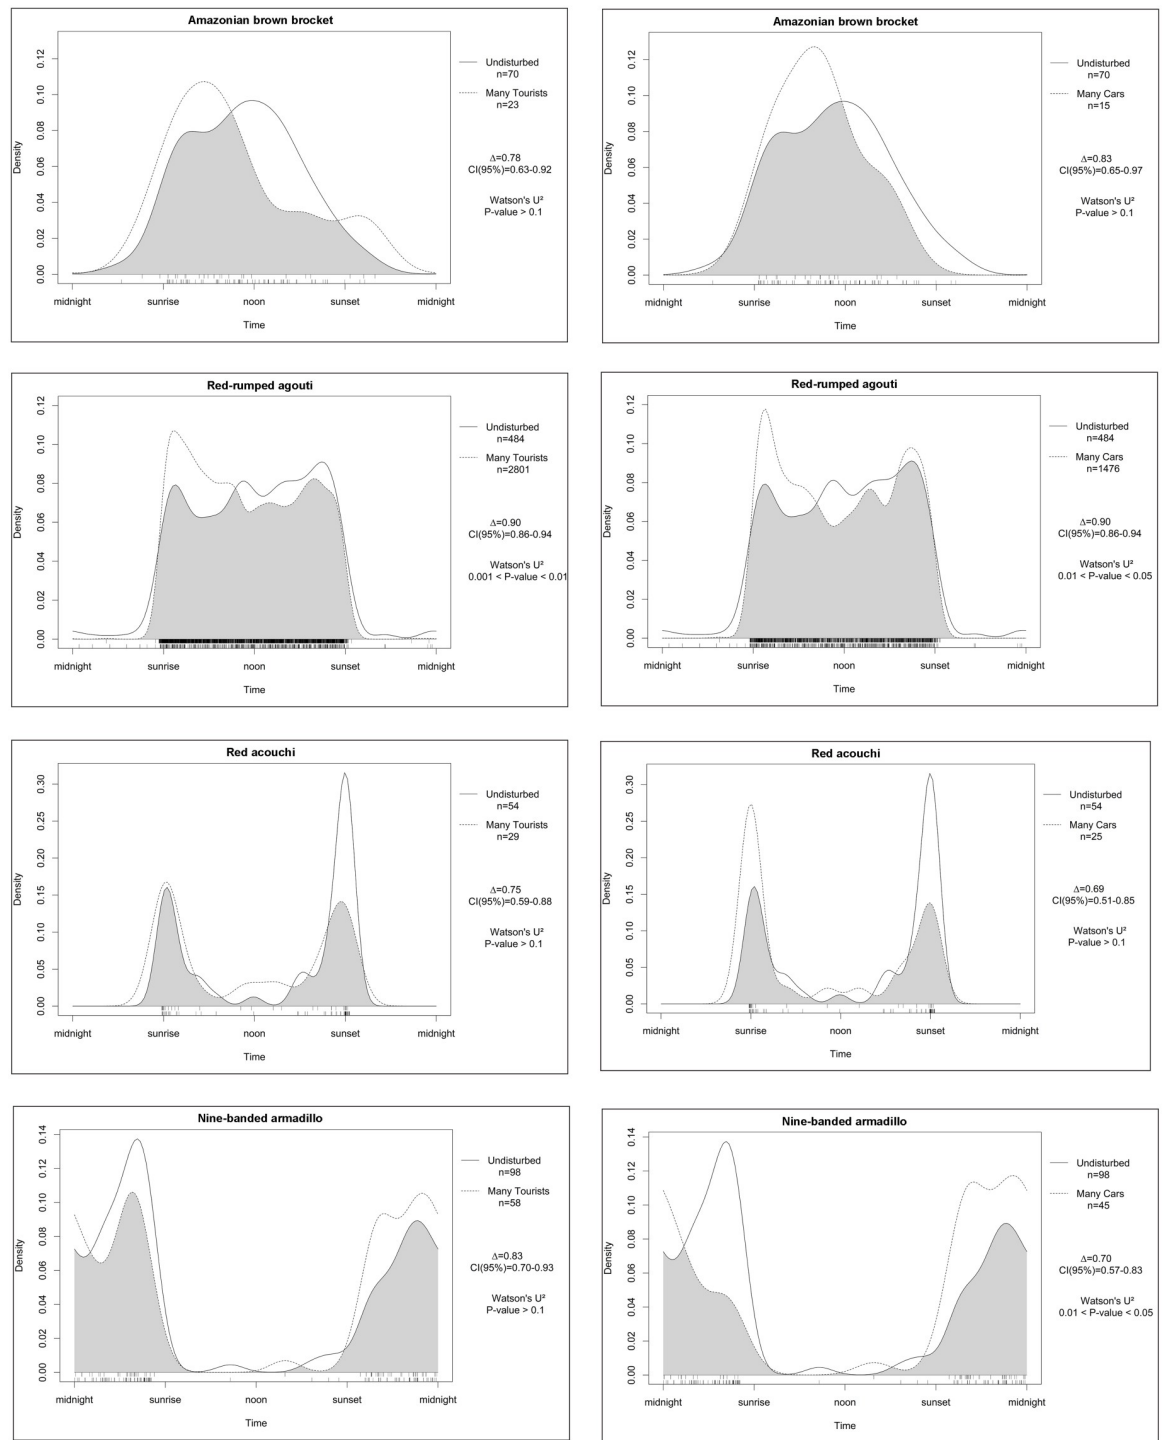 Amazonian brown brocket
Density
0.00
0.02
0.04
0.06
0.08
0.10
0.12
midnight
sunrise
noon
sunset
midnight
Time
Undisturbed
n=70
Many Tourists
n=23
Δ=0.78
CI(95%)=0.63-0.92
Watson's U²
P-value > 0.1
Amazonian brown brocket
Density
0.00
0.02
0.04
0.06
0.08
0.10
0.12
midnight
sunrise
noon
sunset
midnight
Time
Undisturbed
n=70
Many Cars
n=15
Δ=0.83
CI(95%)=0.65-0.97
Watson's U²
P-value > 0.1
Red-rumped agouti
Density
0.00
0.02
0.04
0.06
0.08
0.10
0.12
midnight
sunrise
noon
sunset
midnight
Time
Undisturbed
n=484
Many Tourists
n=2801
Δ=0.90
CI(95%)=0.86-0.94
Watson's U²
0.001 < P-value < 0.01
Red-rumped agouti
Density
0.00
0.02
0.04
0.06
0.08
0.10
0.12
midnight
sunrise
noon
sunset
midnight
Time
Undisturbed
n=484
Many Cars
n=1476
Δ=0.90
CI(95%)=0.86-0.94
Watson's U²
0.01 < P-value < 0.05
Red acouchi
Density
0.00
0.05
0.10
0.15
0.20
0.25
0.30
midnight
sunrise
noon
sunset
midnight
Time
Undisturbed
n=54
Many Tourists
n=29
Δ=0.75
CI(95%)=0.59-0.88
Watson's U²
P-value > 0.1
Red acouchi
Density
0.00
0.05
0.10
0.15
0.20
0.25
0.30
midnight
sunrise
noon
sunset
midnight
Time
Undisturbed
n=54
Many Cars
n=25
Δ=0.69
CI(95%)=0.51-0.85
Watson's U²
P-value > 0.1
Nine-banded armadillo
Density
0.00
0.02
0.04
0.06
0.08
0.10
0.12
0.14
midnight
sunrise
noon
sunset
midnight
Time
Undisturbed
n=98
Many Tourists
n=58
Δ=0.83
CI(95%)=0.70-0.93
Watson's U²
P-value > 0.1
Nine-banded armadillo
Density
0.00
0.02
0.04
0.06
0.08
0.10
0.12
0.14
midnight
sunrise
noon
sunset
midnight
Time
Undisturbed
n=98
Many Cars
n=45
Δ=0.70
CI(95%)=0.57-0.83
Watson's U²
0.01 < P-value < 0.05